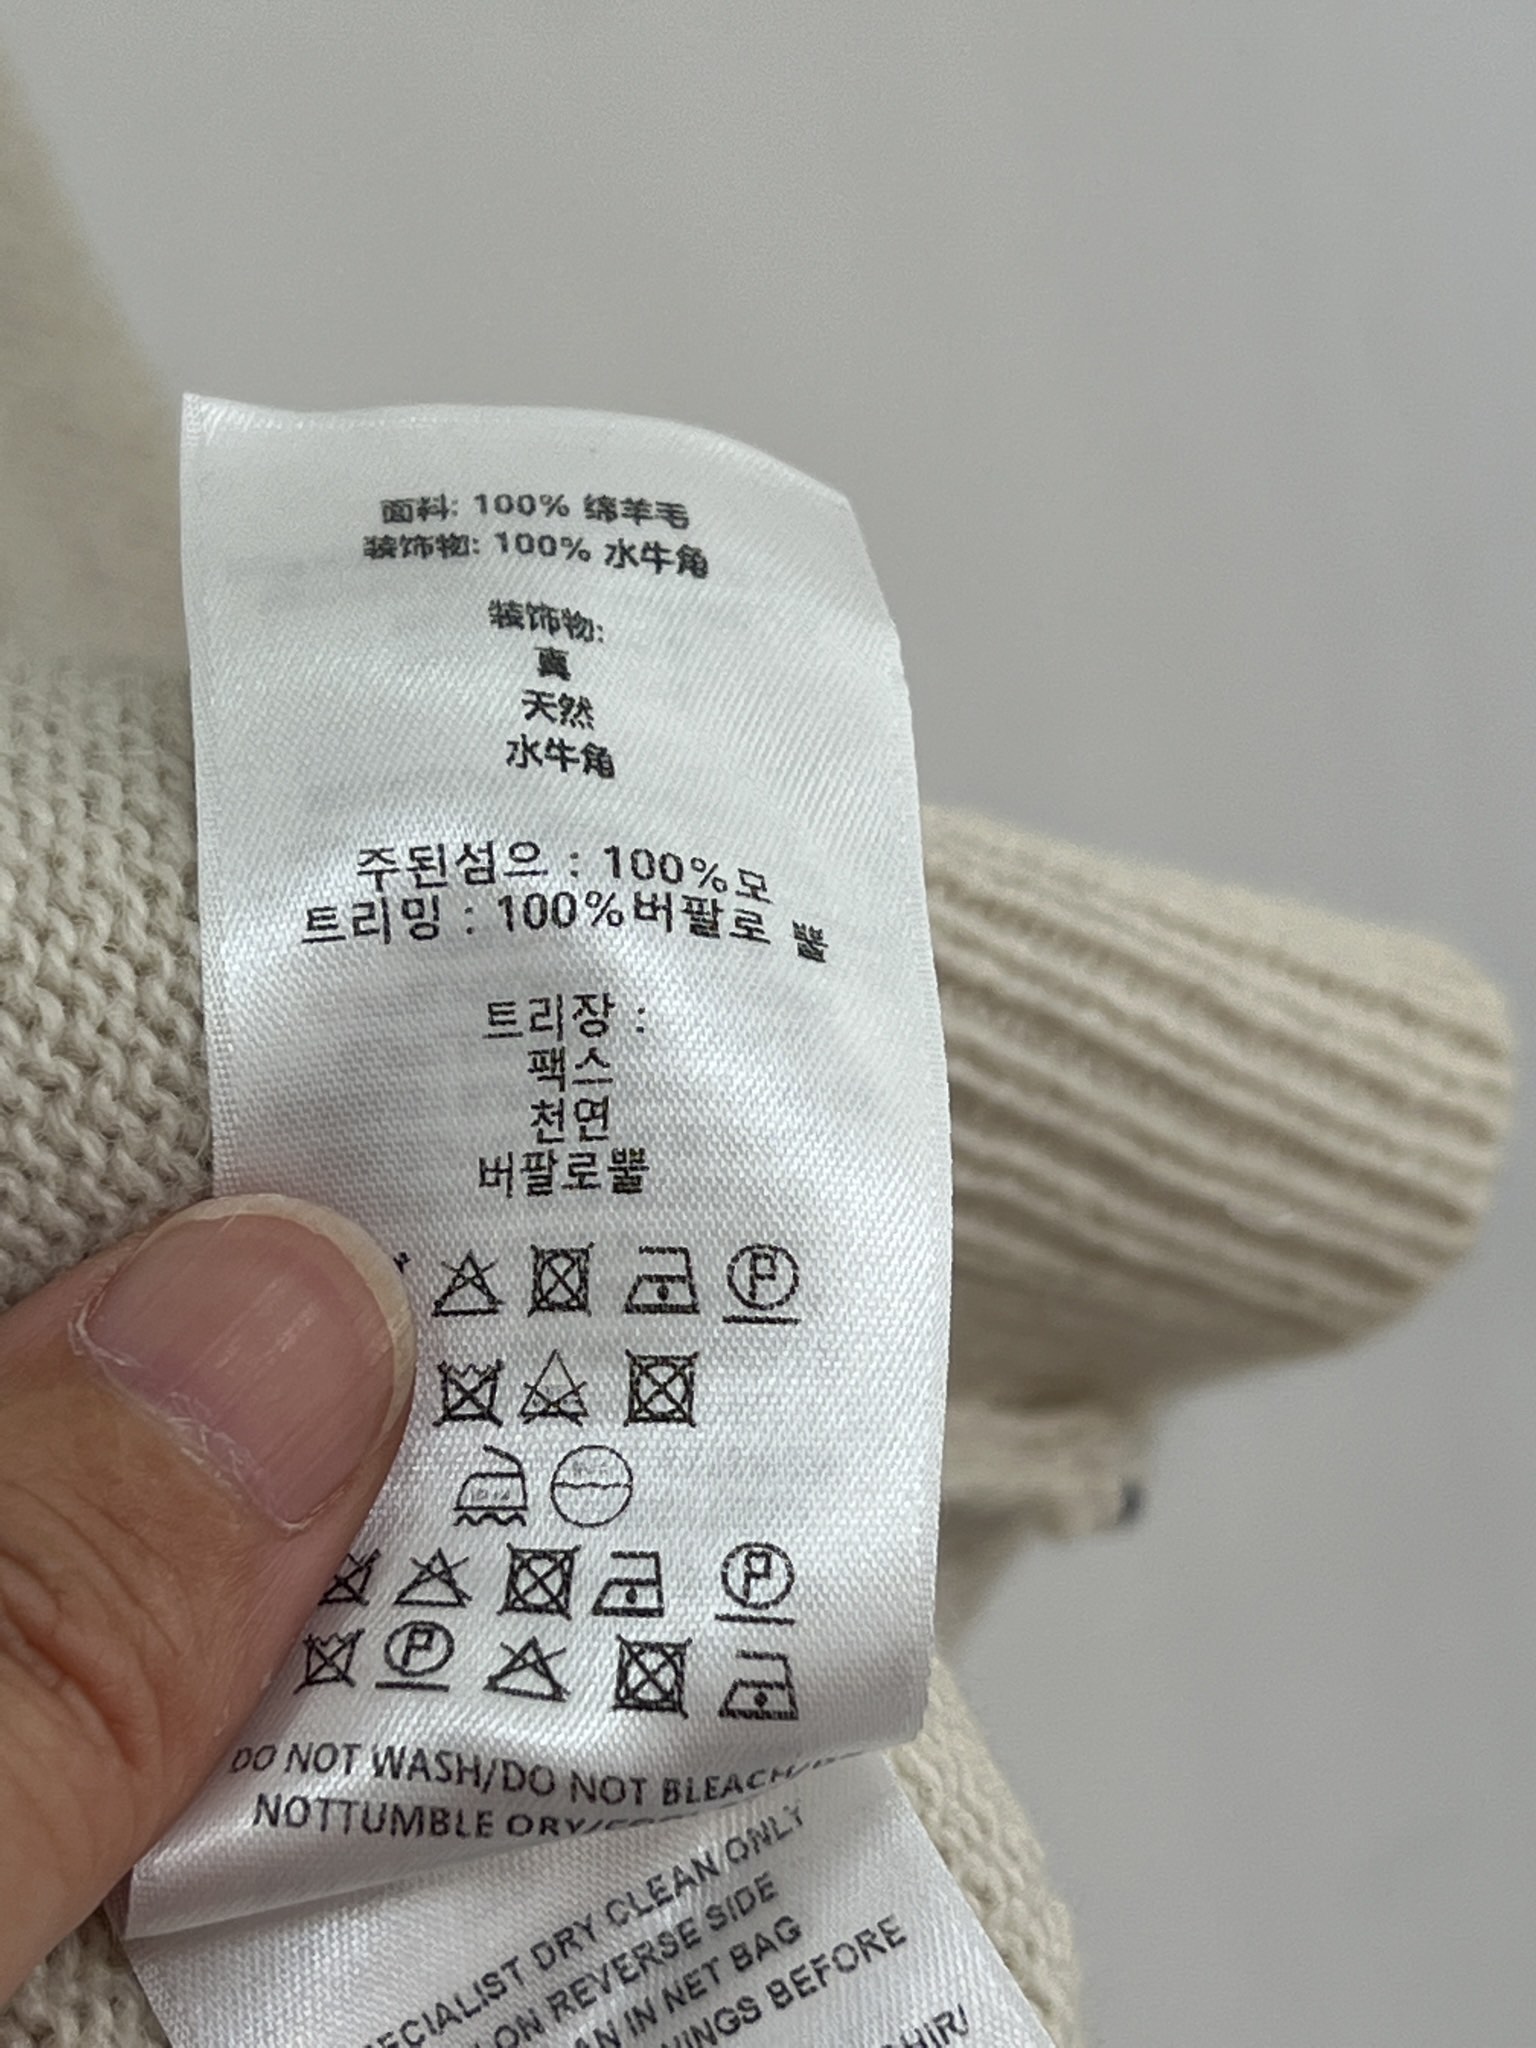 面料: 100% 绵羊毛
装饰物: 100% 水牛角
装饰物:
真
天然
水牛角
주된섬으 : 100%모
트리밍 : 100%버팔로 뿔
트리장 :
팩스
천연
버팔로뿔
DO NOT WASH/DO NOT BLEACH/
NOTTUMBLE DRY/
SPECIALIST DRY CLEAN ONLY
ON REVERSE SIDE
IN NET BAG
BEFORE